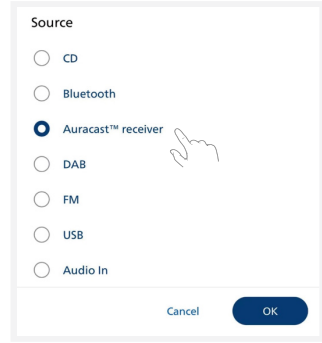 Source
CD
Bluetooth
Auracast™ receiver
DAB
FM
USB
Audio In
Cancel
OK